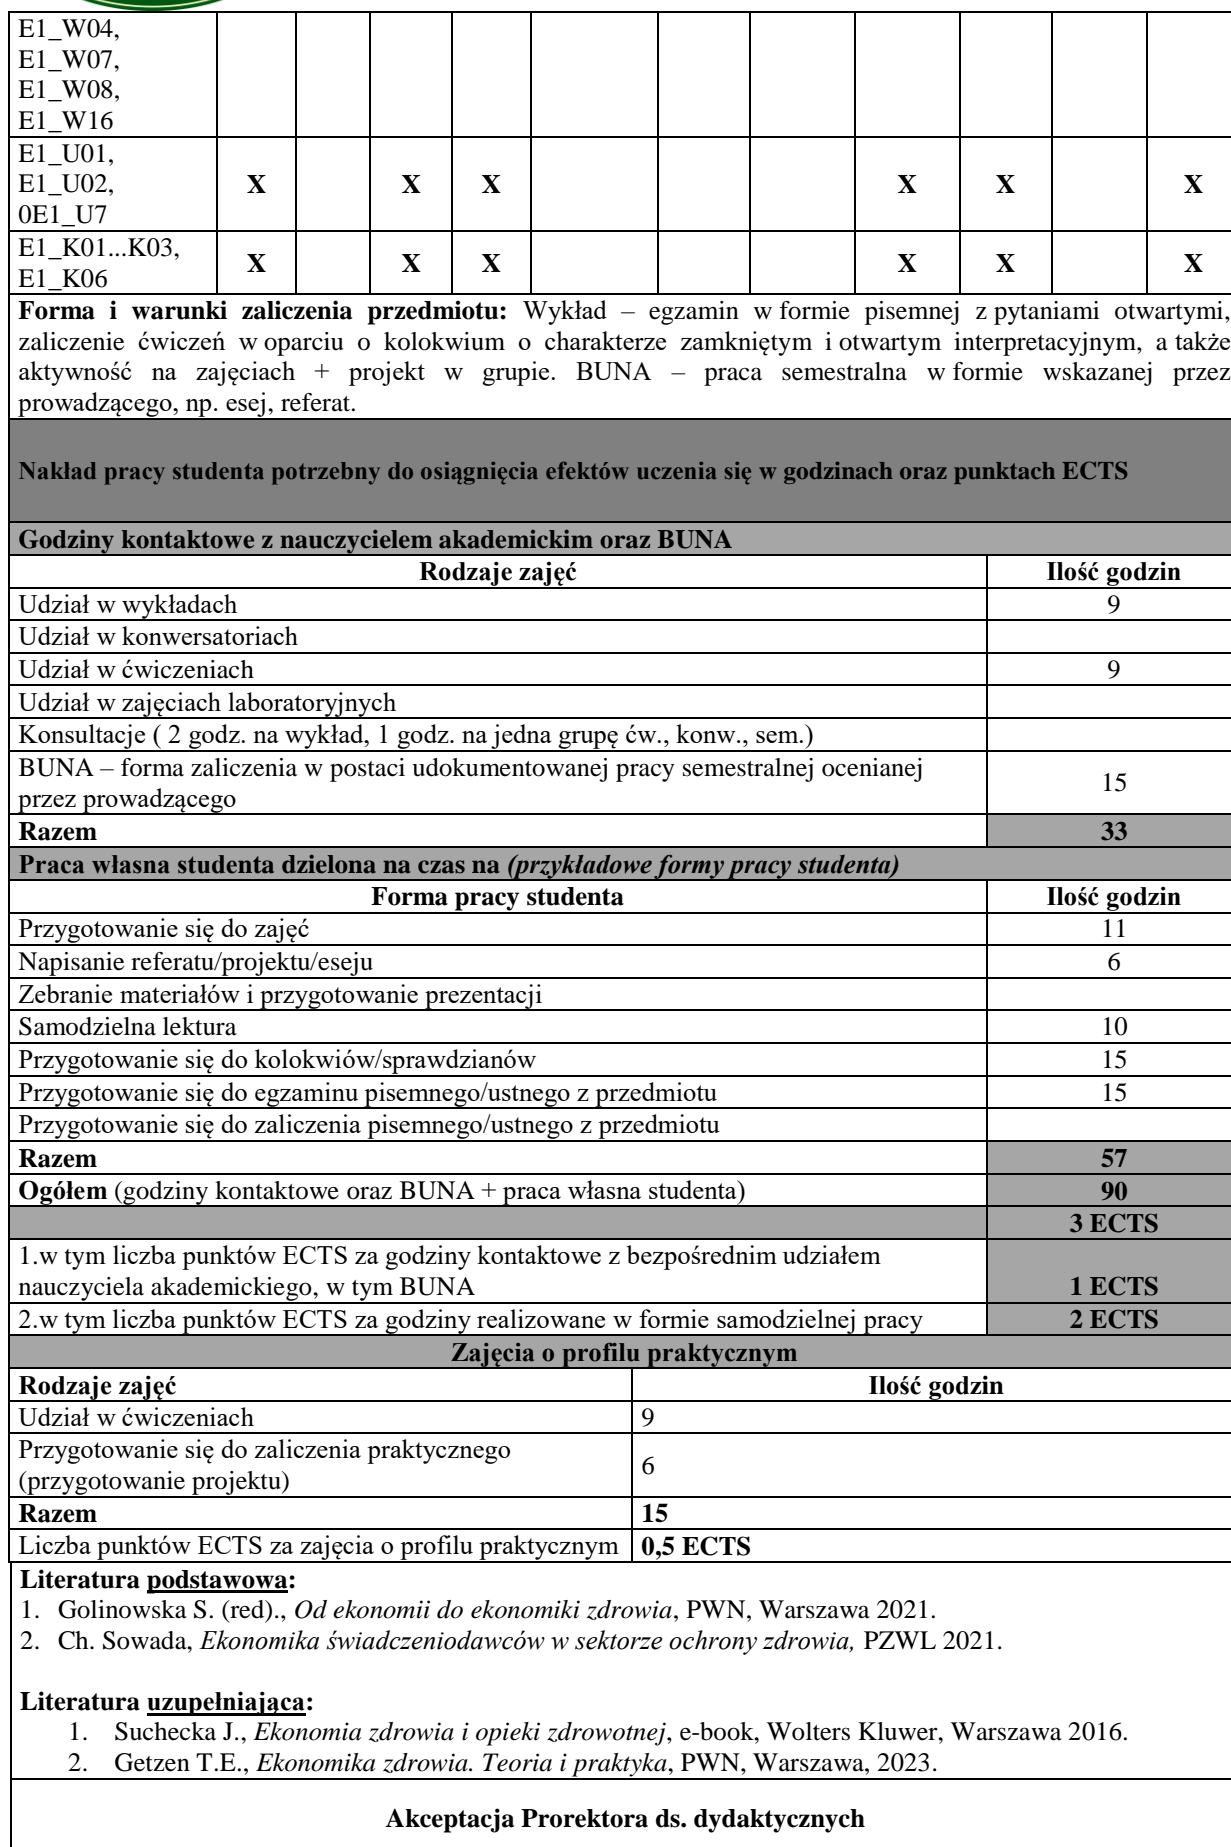 E1_W04,
E1_W07,
E1_W08,
E1_W16
E1_U01,
E1_U02,
0E1_U7
X X X X X X
E1_K01...K03,
E1_K06
X X X X X X
Forma i warunki zaliczenia przedmiotu: Wykład – egzamin w formie pisemnej z pytaniami otwartymi,
zaliczenie ćwiczeń w oparciu o kolokwium o charakterze zamkniętym i otwartym interpretacyjnym, a także
aktywność na zajęciach + projekt w grupie. BUNA – praca semestralna w formie wskazanej przez
prowadzącego, np. esej, referat.
Nakład pracy studenta potrzebny do osiągnięcia efektów uczenia się w godzinach oraz punktach ECTS
Godziny kontaktowe z nauczycielem akademickim oraz BUNA
Rodzaje zajęć Ilość godzin
Udział w wykładach 9
Udział w konwersatoriach
Udział w ćwiczeniach 9
Udział w zajęciach laboratoryjnych
Konsultacje ( 2 godz. na wykład, 1 godz. na jedna grupę ćw., konw., sem.)
BUNA – forma zaliczenia w postaci udokumentowanej pracy semestralnej ocenianej
przez prowadzącego 15
Razem 33
Praca własna studenta dzielona na czas na (przykładowe formy pracy studenta)
Forma pracy studenta Ilość godzin
Przygotowanie się do zajęć 11
Napisanie referatu/projektu/eseju 6
Zebranie materiałów i przygotowanie prezentacji
Samodzielna lektura 10
Przygotowanie się do kolokwiów/sprawdzianów 15
Przygotowanie się do egzaminu pisemnego/ustnego z przedmiotu 15
Przygotowanie się do zaliczenia pisemnego/ustnego z przedmiotu
Razem 57
Ogółem (godziny kontaktowe oraz BUNA + praca własna studenta) 90
3 ECTS
1.w tym liczba punktów ECTS za godziny kontaktowe z bezpośrednim udziałem
nauczyciela akademickiego, w tym BUNA 1 ECTS
2.w tym liczba punktów ECTS za godziny realizowane w formie samodzielnej pracy 2 ECTS
Zajęcia o profilu praktycznym
Rodzaje zajęć Ilość godzin
Udział w ćwiczeniach 9
Przygotowanie się do zaliczenia praktycznego
(przygotowanie projektu) 6
Razem 15
Liczba punktów ECTS za zajęcia o profilu praktycznym 0,5 ECTS
Literatura podstawowa:
1. Golinowska S. (red)., Od ekonomii do ekonomiki zdrowia, PWN, Warszawa 2021.
2. Ch. Sowada, Ekonomika świadczeniodawców w sektorze ochrony zdrowia, PZWL 2021.
Literatura uzupełniająca:
1. Suchecka J., Ekonomia zdrowia i opieki zdrowotnej, e-book, Wolters Kluwer, Warszawa 2016.
2. Getzen T.E., Ekonomika zdrowia. Teoria i praktyka, PWN, Warszawa, 2023.
Akceptacja Prorektora ds. dydaktycznych